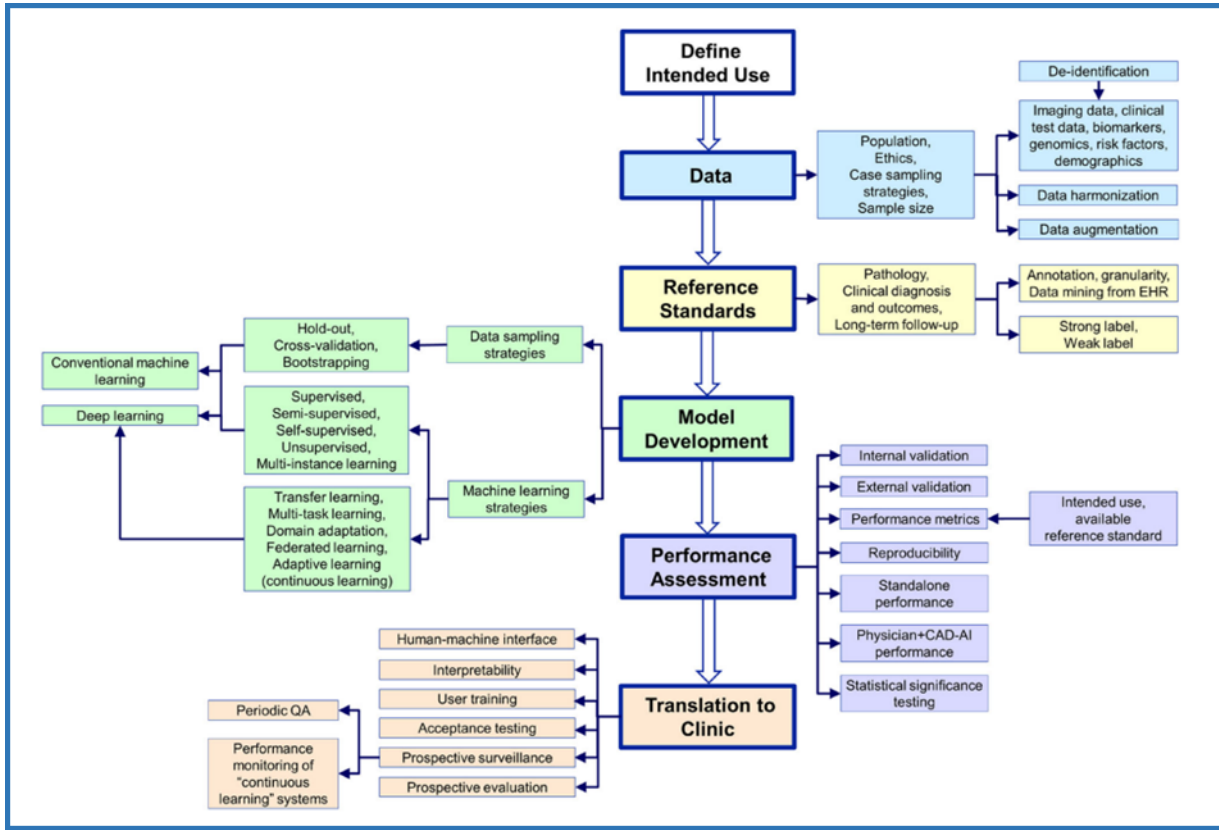 Define
Intended Use
De-identification
Imaging data, clinical
test data, biomarkers,
genomics, risk factors,
demographics
Population,
Ethics,
Case sampling
strategies,
Sample size
Data
Data harmonization
Data augmentation
Reference
Standards
Pathology,
Clinical diagnosis
and outcomes,
Long-term follow-up
Annotation, granularity,
Data mining from EHR
Strong label,
Weak label
Hold-out,
Cross-validation,
Bootstrapping
Data sampling
strategies
Conventional machine
learning
Deep learning
Supervised,
Semi-supervised,
Self-supervised,
Unsupervised,
Multi-instance learning
Model
Development
Machine learning
strategies
Transfer learning,
Multi-task learning,
Domain adaptation,
Federated learning,
Adaptive learning
(continuous learning)
Performance
Assessment
Internal validation
External validation
Performance metrics
Intended use,
available
reference standard
Reproducibility
Standalone
performance
Physician+CAD-AI
performance
Statistical significance
testing
Translation to
Clinic
Human-machine interface
Interpretability
User training
Acceptance testing
Prospective surveillance
Prospective evaluation
Periodic QA
Performance
monitoring of
"continuous
learning" systems